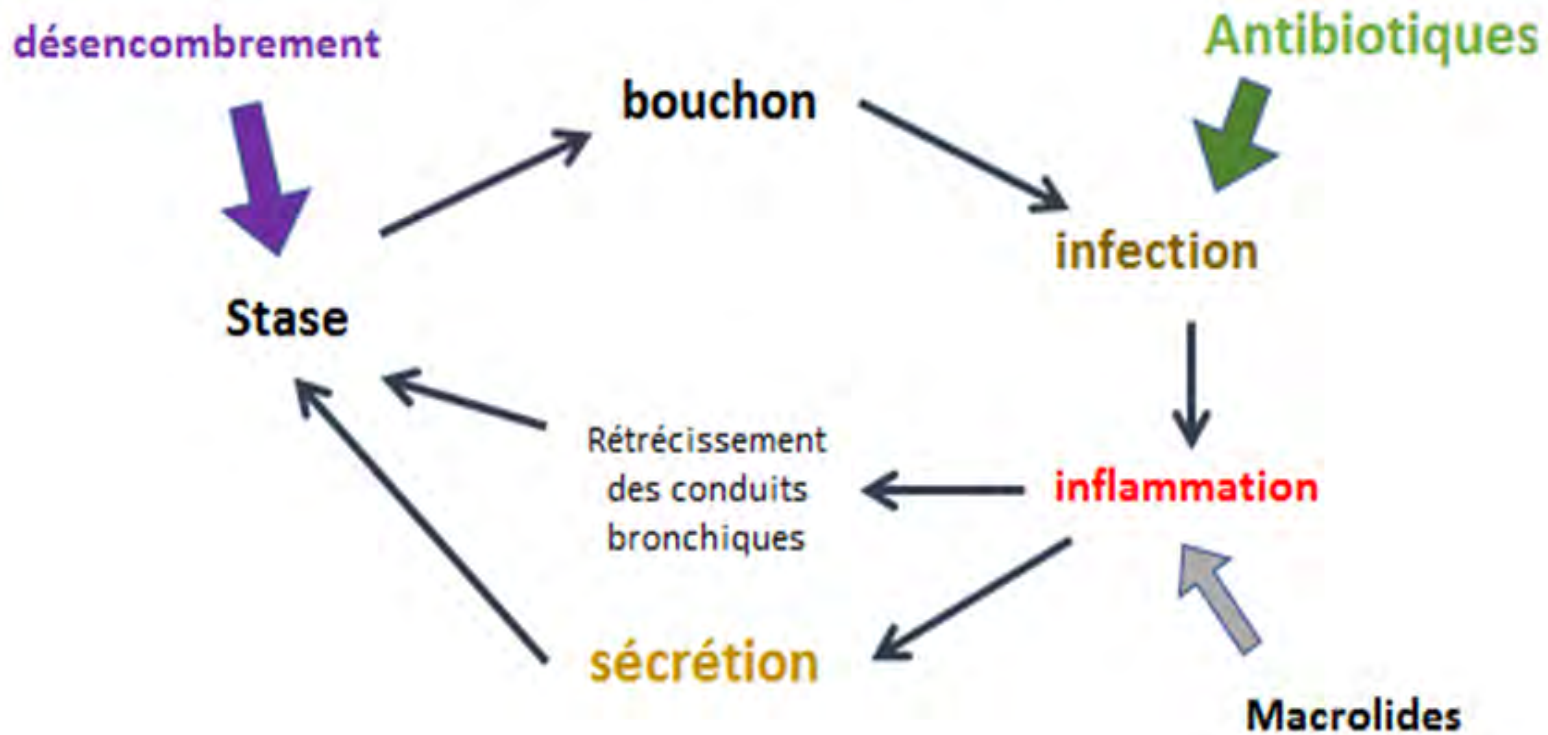 désencombrement
Antibiotiques
bouchon
infection
Stase
Rétrécissement
des conduits
bronchiques
inflammation
sécrétion
Macrolides